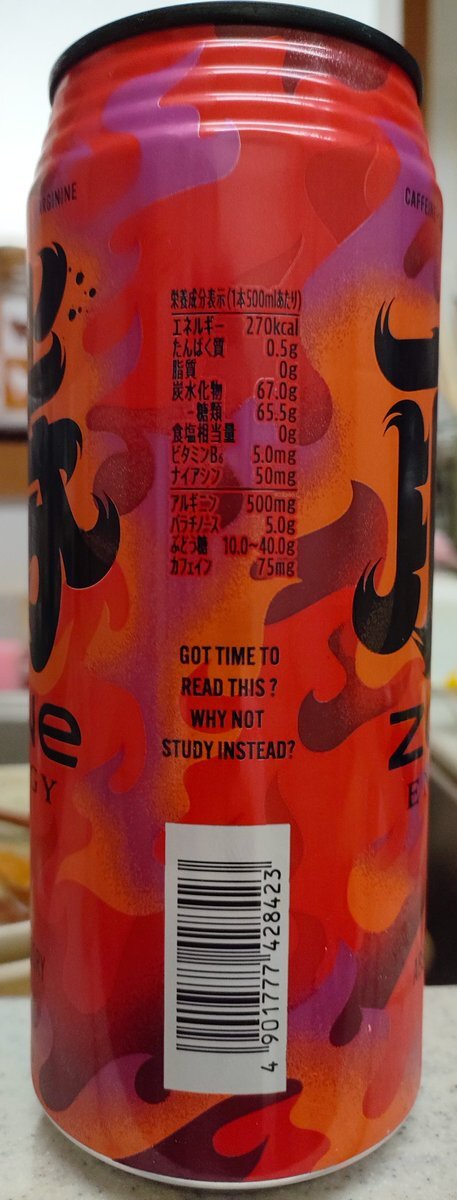 ARGININE
CAFFEINE
栄養成分表示(1本500mlあたり)
エネルギー 270kcal
たんぱく質 0.5g
脂質 0g
炭水化物 67.0g
-糖類 65.5g
食塩相当量 0g
ビタミンB₆ 5.0mg
ナイアシン 50mg
アルギニン 500mg
パラチノース 5.0g
ぶどう糖 10.0~40.0g
カフェイン 75mg
GOT TIME TO
READ THIS?
WHY NOT
STUDY INSTEAD?
4 901777 428423